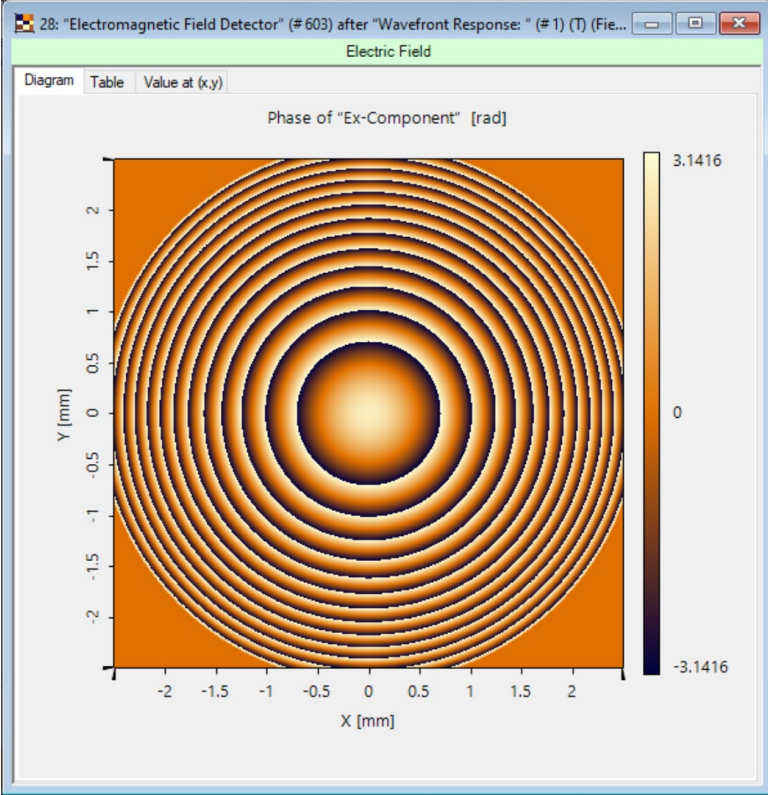 28: "Electromagnetic Field Detector" (# 603) after "Wavefront Response: " (# 1) (T) (Fie...
Electric Field
Diagram Table Value at (x,y)
Phase of "Ex-Component" [rad]
3.1416
0
-3.1416
2
1.5
1
0.5
0
-0.5
-1
-1.5
-2
Y [mm]
-2 -1.5 -1 -0.5 0 0.5 1 1.5 2
X [mm]